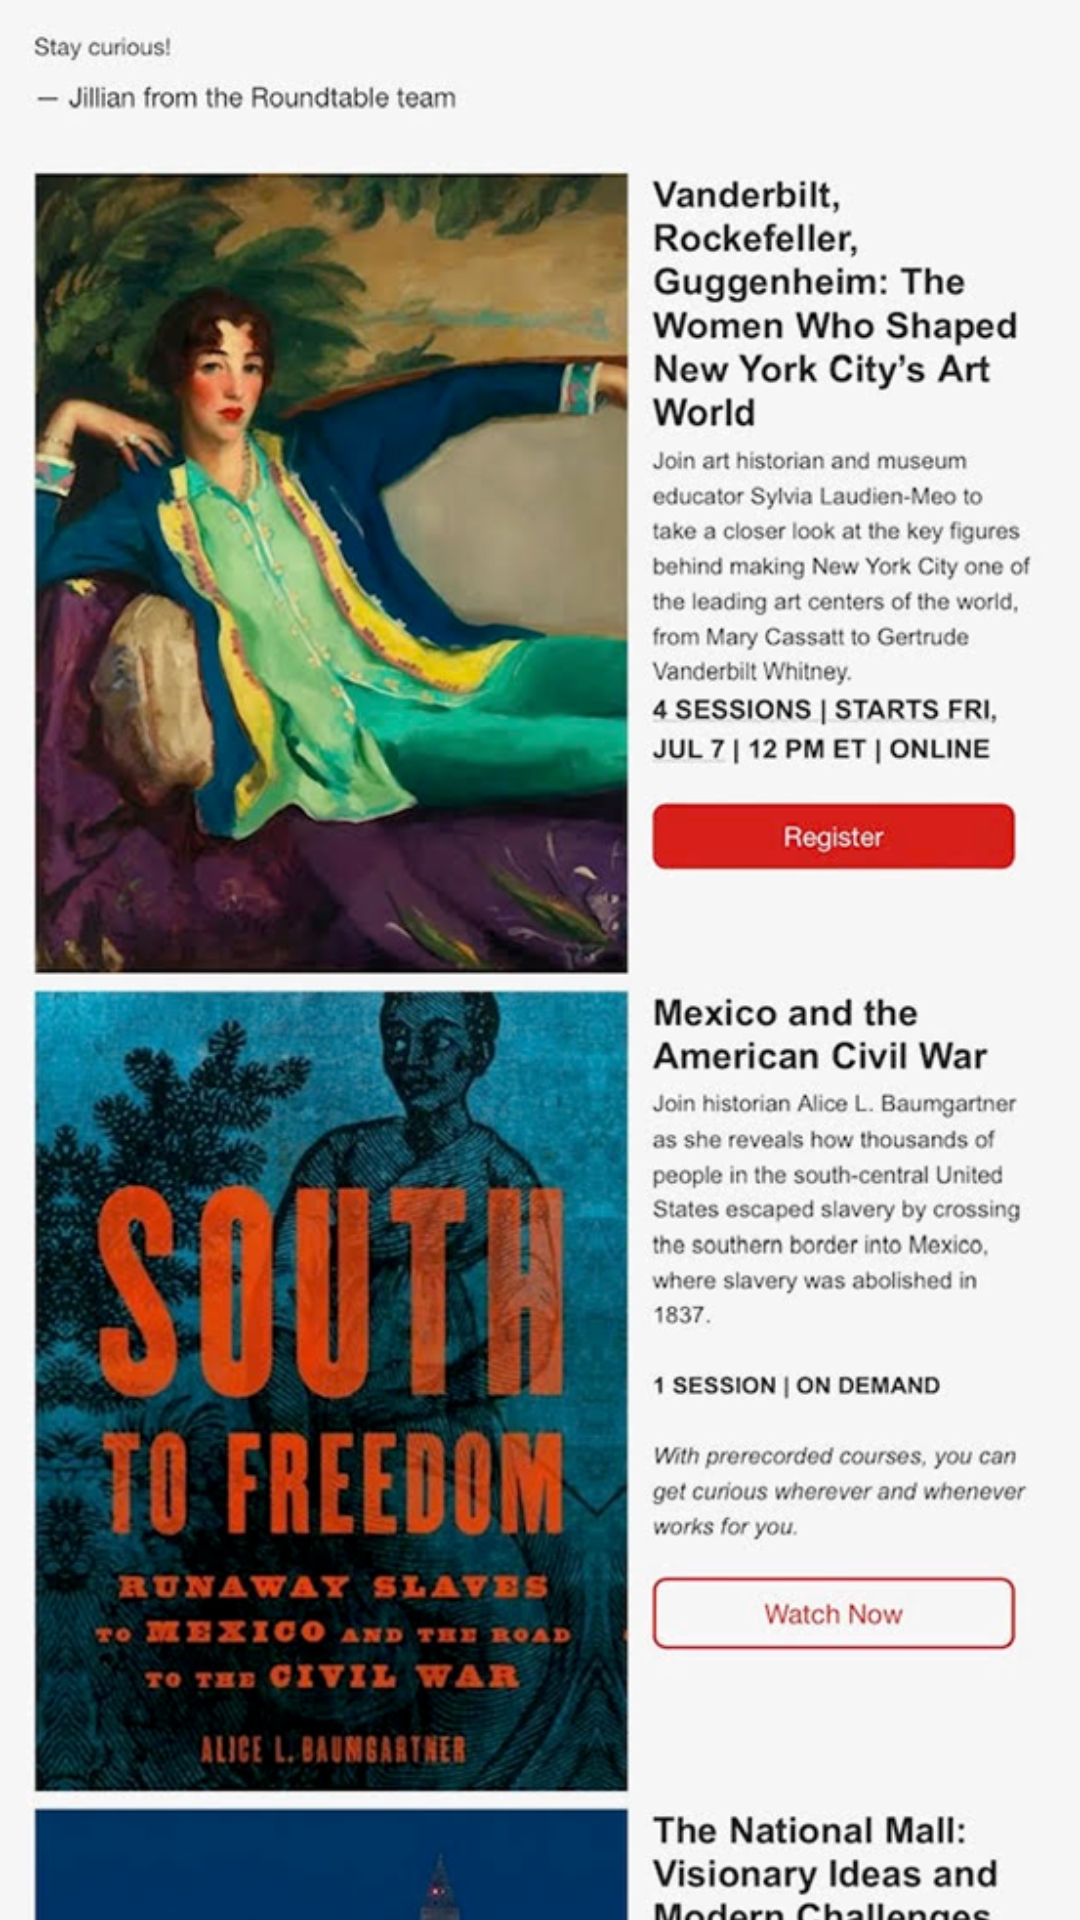 Stay curious!
— Jillian from the Roundtable team
Vanderbilt,
Rockefeller,
Guggenheim: The
Women Who Shaped
New York City’s Art
World
Join art historian and museum
educator Sylvia Laudien-Meo to
take a closer look at the key figures
behind making New York City one of
the leading art centers of the world,
from Mary Cassatt to Gertrude
Vanderbilt Whitney.
4 SESSIONS | STARTS FRI,
JUL 7 | 12 PM ET | ONLINE
Register
SOUTH
TO FREEDOM
RUNAWAY SLAVES
TO MEXICO AND THE ROAD
TO THE CIVIL WAR
ALICE L. BAUMGARTNER
Mexico and the
American Civil War
Join historian Alice L. Baumgartner
as she reveals how thousands of
people in the south-central United
States escaped slavery by crossing
the southern border into Mexico,
where slavery was abolished in
1837.
1 SESSION | ON DEMAND
With prerecorded courses, you can
get curious wherever and whenever
works for you.
Watch Now
The National Mall:
Visionary Ideas and
Modern Challenges